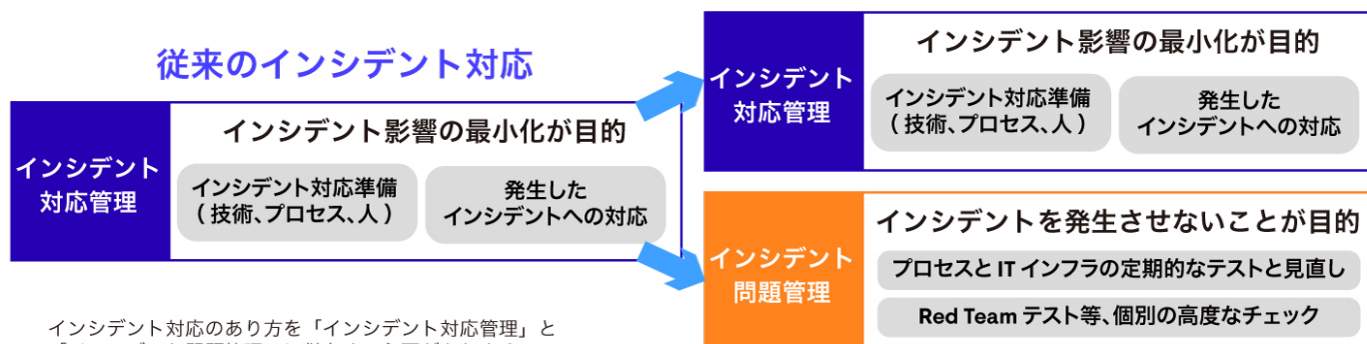 従来のインシデント対応
インシデント
対応管理
インシデント影響の最小化が目的
インシデント対応準備
（技術、プロセス、人）
発生した
インシデントへの対応
インシデント対応のあり方を「インシデント対応管理」と
インシデント
対応管理
インシデント影響の最小化が目的
インシデント対応準備
（技術、プロセス、人）
発生した
インシデントへの対応
インシデント
問題管理
インシデントを発生させないことが目的
プロセスとITインフラの定期的なテストと見直し
Red Team テスト等、個別の高度なチェック